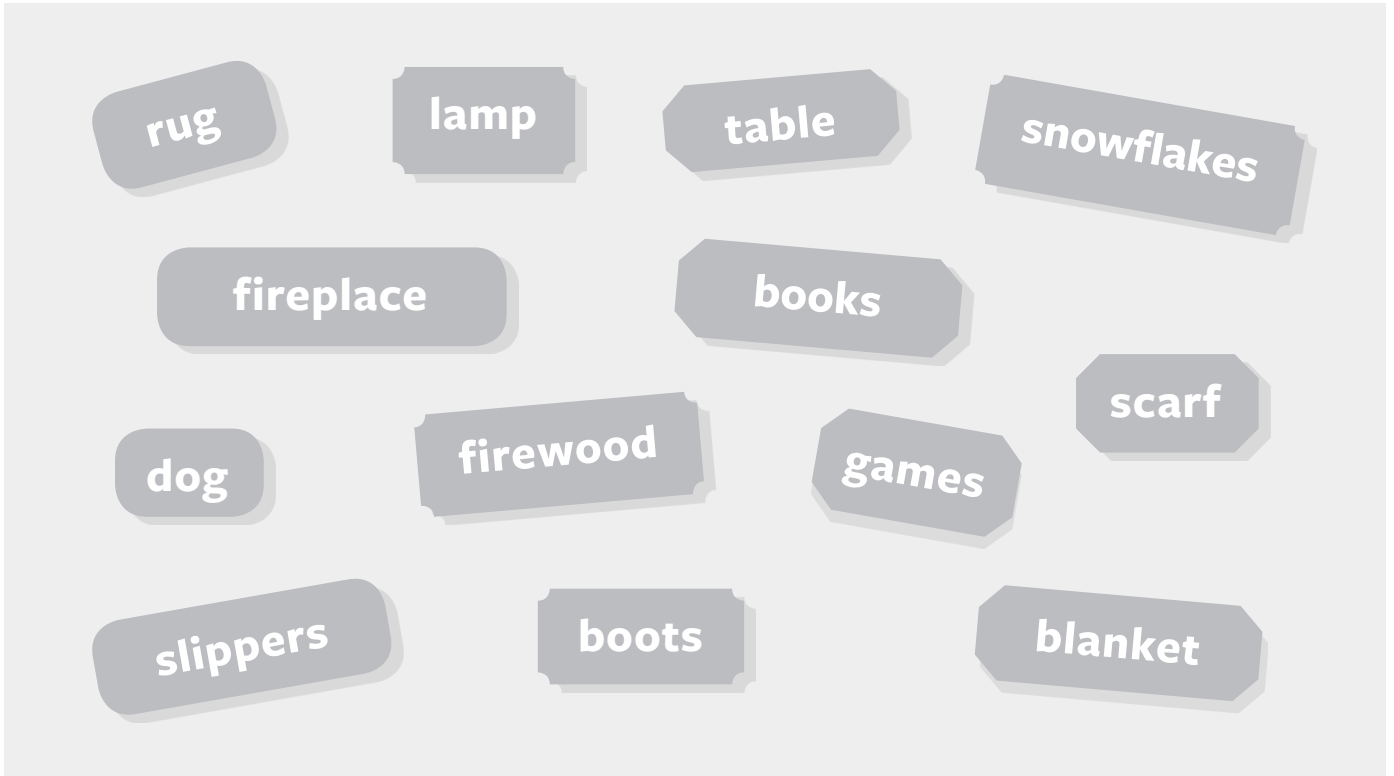 rug
lamp
table
snowflakes
fireplace
books
scarf
dog
firewood
games
slippers
boots
blanket